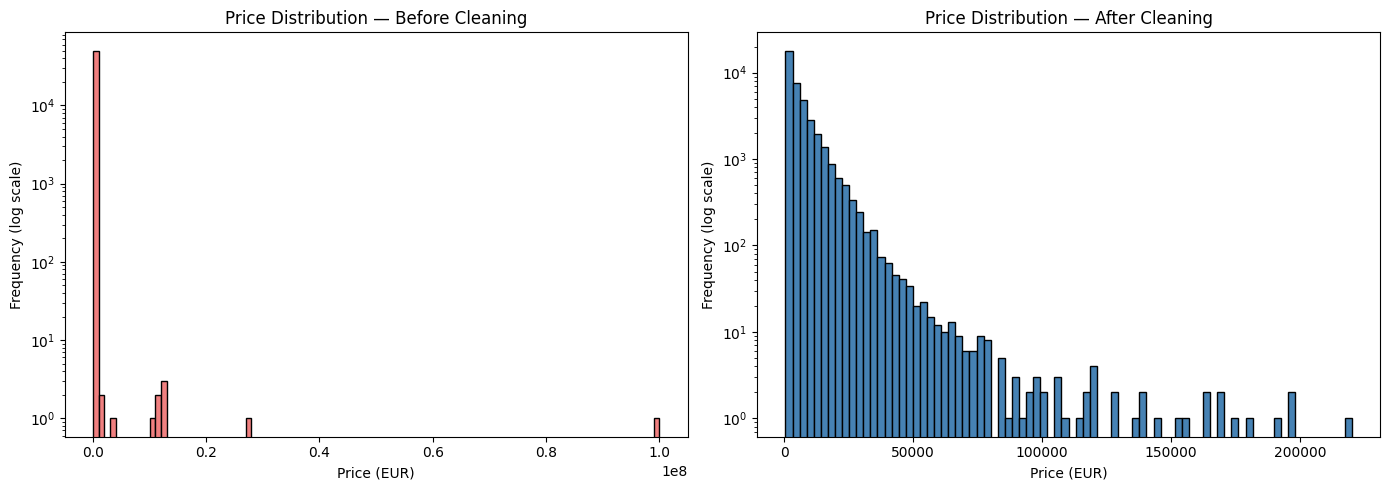 Price Distribution — Before Cleaning
Frequency (log scale)
10^4
10^3
10^2
10^1
10^0
0.0 0.2 0.4 0.6 0.8 1.0
1e8
Price (EUR)
Price Distribution — After Cleaning
Frequency (log scale)
10^4
10^3
10^2
10^1
10^0
0 50000 100000 150000 200000
Price (EUR)